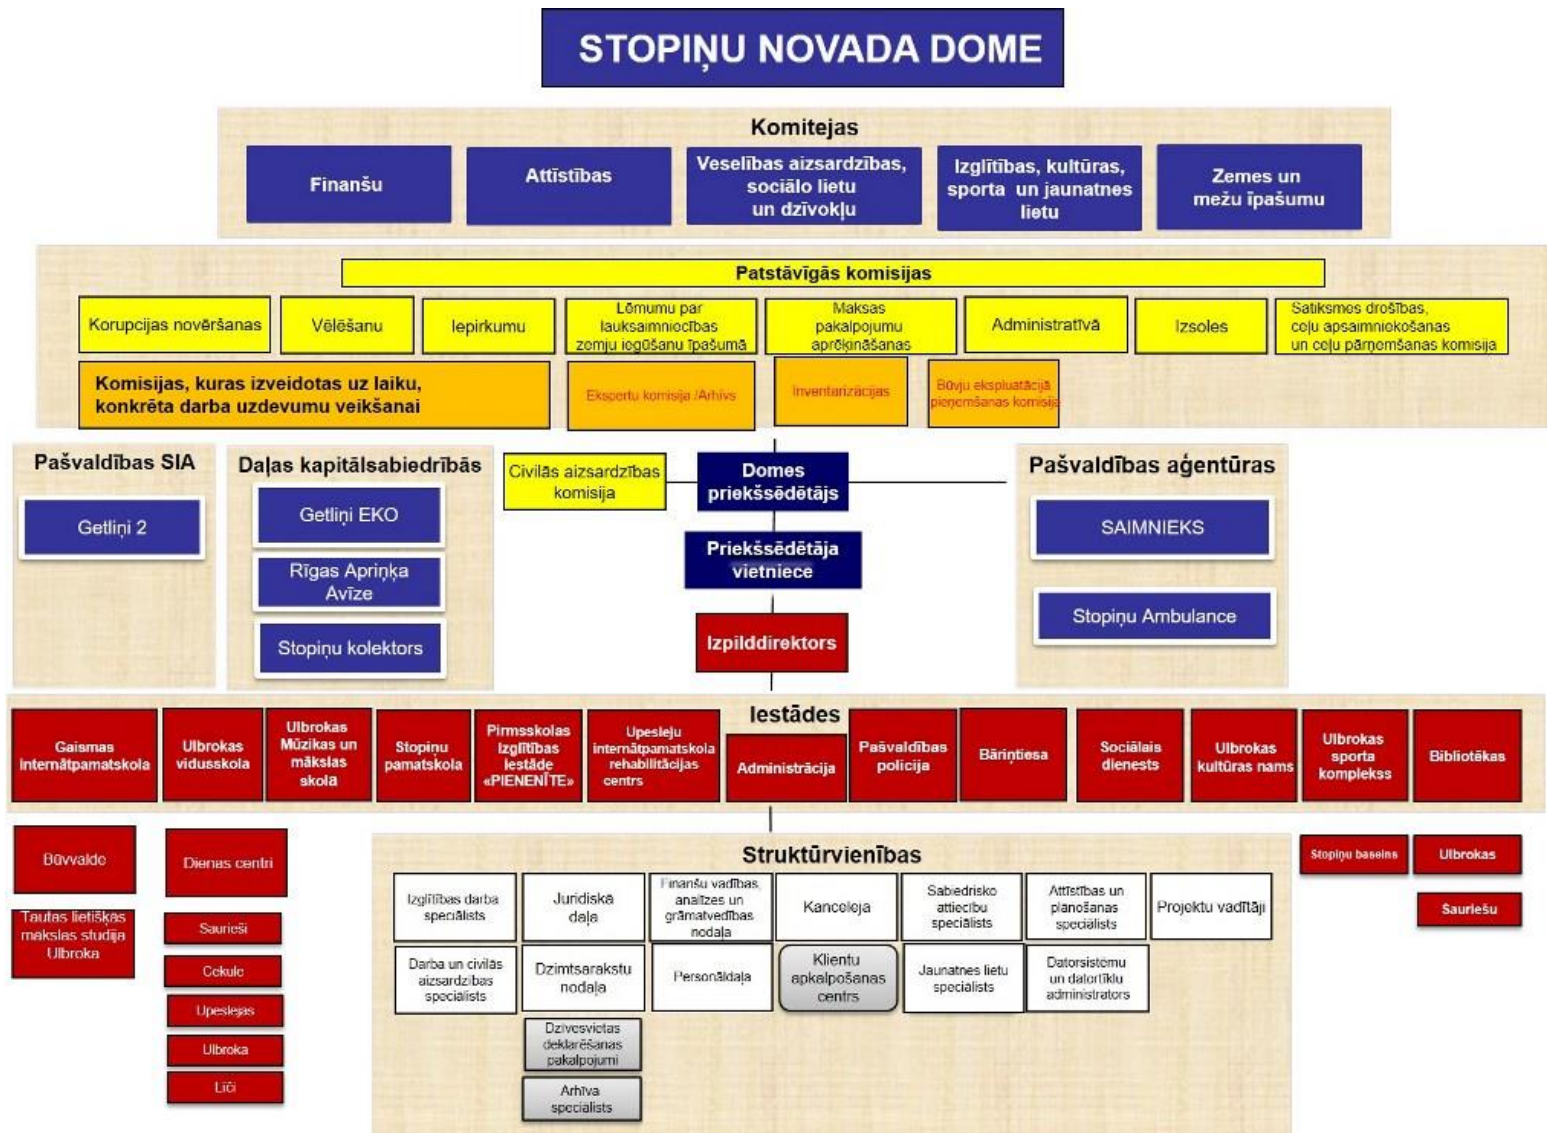 STOPIŅU NOVADA DOME
Komitejas
Finanšu
Attīstības
Veselības aizsardzības,
sociālo lietu
un dzīvokļu
Izglītības, kultūras,
sporta un jaunatnes
lietu
Zemes un
mežu īpašumu
Patstāvīgās komisijas
Korupcijas novēršanas
Vēlēšanu
Iepirkumu
Lēmumu par
lauksaimniecības
zemju iegūšanu īpašumā
Maksas
pakalpojumu
aprēķināšanas
Administratīvā
Izsoles
Satiksmes drošības,
ceļu apsaimniekošanas
un ceļu pārņemšanas komisija
Komisijas, kuras izveidotas uz laiku,
konkrēta darba uzdevumu veikšanai
Ekspertu komisija /Arhīvs
Inventarizācijas
Būvju ekspluatācijā
pieņemšanas komisija
Pašvaldības SIA
Getliņi 2
Daļas kapitālsabiedrībās
Getliņi EKO
Rīgas Apriņķa
Avīze
Stopiņu kolektors
Civilās aizsardzības
komisija
Domes
priekšsēdētājs
Priekšsēdētāja
vietniece
Izpilddirektors
Pašvaldības aģentūras
SAIMNIEKS
Stopiņu Ambulance
Iestādes
Gaismas
internātpamatskola
Ulbrokas
vidusskola
Ulbrokas
Mūzikas un
mākslas
skola
Stopiņu
pamatskola
Pirmsskolas
Izglītības
Iestāde
«PIENENĪTE»
Upesleju
internātpamatskola
rehabilitācijas
centrs
Administrācija
Pašvaldības
policija
Bāriņtiesa
Sociālais
dienests
Ulbrokas
kultūras nams
Ulbrokas
sporta
komplekss
Bibliotēkas
Būvvalde
Tautas lietišķas
mākslas studija
Ulbroka
Dienas centri
Saurieši
Cekule
Upeslejas
Ulbroka
Līči
Struktūrvienības
Izglītības darba
speciālists
Juridiskā
daļa
Finanšu vadības,
analīzes un
grāmatvedības
nodaļa
Kanceleja
Sabiedrisko
attiecību
speciālists
Attīstības un
plānošanas
speciālists
Projektu vadītāji
Darba un civilās
aizsardzības
speciālists
Dzimtsarakstu
nodaļa
Personāldaļa
Klientu
apkalpošanas
centrs
Jaunatnes lietu
speciālists
Datorsistēmu
un datortīklu
administrators
Dzīvesvietas
deklarēšanas
pakalpojumi
Arhīva
speciālists
Stopiņu baseins
Ulbrokas
Sauriešu